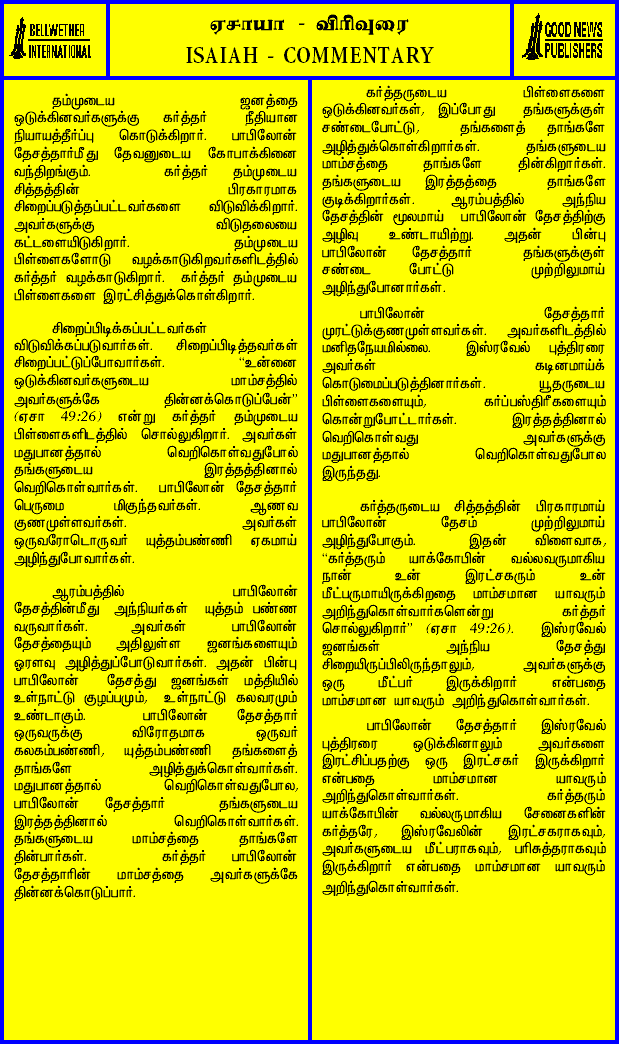 BELLWETHER
INTERNATIONAL
ஏசாயா - விரிவுரை
ISAIAH - COMMENTARY
GOOD NEWS
PUBLISHERS
தம்முடைய ஜனத்தை
ஒடுக்கினவர்களுக்கு கர்த்தர் நீதியான
நியாயத்தீர்ப்பு கொடுக்கிறார். பாபிலோன்
தேசத்தார்மீது தேவனுடைய கோபாக்கினை
வந்திறங்கும். கர்த்தர் தம்முடைய
சித்தத்தின் பிரகாரமாக
சிறைப்படுத்தப்பட்டவர்களை விடுவிக்கிறார்.
அவர்களுக்கு விடுதலையை
கட்டளையிடுகிறார். தம்முடைய
பிள்ளைகளோடு வழக்காடுகிறவர்களிடத்தில்
கர்த்தர் வழக்காடுகிறார். கர்த்தர் தம்முடைய
பிள்ளைகளை இரட்சித்துக்கொள்கிறார்.
சிறைப்பிடிக்கப்பட்டவர்கள்
விடுவிக்கப்படுவார்கள். சிறைப்பிடித்தவர்கள்
சிறைப்பட்டுப்போவார்கள். “உன்னை
ஒடுக்கினவர்களுடைய மாம்சத்தில்
அவர்களுக்கே தின்னக்கொடுப்பேன்”
(ஏசா 49:26) என்று கர்த்தர் தம்முடைய
பிள்ளைகளிடத்தில் சொல்லுகிறார். அவர்கள்
மதுபானத்தால் வெறிகொள்வதுபோல்
தங்களுடைய இரத்தத்தினால்
வெறிகொள்வார்கள். பாபிலோன் தேசத்தார்
பெருமை மிகுந்தவர்கள். ஆணவ
குணமுள்ளவர்கள். அவர்கள்
ஒருவரோடொருவர் யுத்தம்பண்ணி ஏகமாய்
அழிந்துபோவார்கள்.
ஆரம்பத்தில் பாபிலோன்
தேசத்தின்மீது அந்நியர்கள் யுத்தம் பண்ண
வருவார்கள். அவர்கள் பாபிலோன்
தேசத்தையும் அதிலுள்ள ஜனங்களையும்
ஓரளவு அழித்துப்போடுவார்கள். அதன் பின்பு
பாபிலோன் தேசத்து ஜனங்கள் மத்தியில்
உள்நாட்டு குழப்பமும், உள்நாட்டு கலவரமும்
உண்டாகும். பாபிலோன் தேசத்தார்
ஒருவருக்கு விரோதமாக ஒருவர்
கலகம்பண்ணி, யுத்தம்பண்ணி தங்களைத்
தாங்களே அழித்துக்கொள்வார்கள்.
மதுபானத்தால் வெறிகொள்வதுபோல,
பாபிலோன் தேசத்தார் தங்களுடைய
இரத்தத்தினால் வெறிகொள்வார்கள்.
தங்களுடைய மாம்சத்தை தாங்களே
தின்பார்கள். கர்த்தர் பாபிலோன்
தேசத்தாரின் மாம்சத்தை அவர்களுக்கே
தின்னக்கொடுப்பார்.
கர்த்தருடைய பிள்ளைகளை
ஒடுக்கினவர்கள், இப்போது தங்களுக்குள்
சண்டைபோட்டு, தங்களைத் தாங்களே
அழித்துக்கொள்கிறார்கள். தங்களுடைய
மாம்சத்தை தாங்களே தின்கிறார்கள்.
தங்களுடைய இரத்தத்தை தாங்களே
குடிக்கிறார்கள். ஆரம்பத்தில் அந்நிய
தேசத்தின் மூலமாய் பாபிலோன் தேசத்திற்கு
அழிவு உண்டாயிற்று. அதன் பின்பு
பாபிலோன் தேசத்தார் தங்களுக்குள்
சண்டை போட்டு முற்றிலுமாய்
அழிந்துபோனார்கள்.
பாபிலோன் தேசத்தார்
முரட்டுக்குணமுள்ளவர்கள். அவர்களிடத்தில்
மனிதநேயமில்லை. இஸ்ரவேல் புத்திரரை
அவர்கள் கடினமாய்க்
கொடுமைப்படுத்தினார்கள். யூதருடைய
பிள்ளைகளையும், கர்ப்பஸ்திரீகளையும்
கொன்றுபோட்டார்கள். இரத்தத்தினால்
வெறிகொள்வது அவர்களுக்கு
மதுபானத்தால் வெறிகொள்வதுபோல
இருந்தது.
கர்த்தருடைய சித்தத்தின் பிரகாரமாய்
பாபிலோன் தேசம் முற்றிலுமாய்
அழிந்துபோகும். இதன் விளைவாக,
“கர்த்தரும் யாக்கோபின் வல்லவருமாகிய
நான் உன் இரட்சகரும் உன்
மீட்பருமாயிருக்கிறதை மாம்சமான யாவரும்
அறிந்துகொள்வார்களென்று கர்த்தர்
சொல்லுகிறார்” (ஏசா 49:26). இஸ்ரவேல்
ஜனங்கள் அந்நிய தேசத்து
சிறையிருப்பிலிருந்தாலும், அவர்களுக்கு
ஒரு மீட்பர் இருக்கிறார் என்பதை
மாம்சமான யாவரும் அறிந்துகொள்வார்கள்.
பாபிலோன் தேசத்தார் இஸ்ரவேல்
புத்திரரை ஒடுக்கினாலும் அவர்களை
இரட்சிப்பதற்கு ஒரு இரட்சகர் இருக்கிறார்
என்பதை மாம்சமான யாவரும்
அறிந்துகொள்வார்கள். கர்த்தரும்
யாக்கோபின் வல்லவருமாகிய சேனைகளின்
கர்த்தரே, இஸ்ரவேலின் இரட்சகராகவும்,
அவர்களுடைய மீட்பராகவும், பரிசுத்தராகவும்
இருக்கிறார் என்பதை மாம்சமான யாவரும்
அறிந்துகொள்வார்கள்.